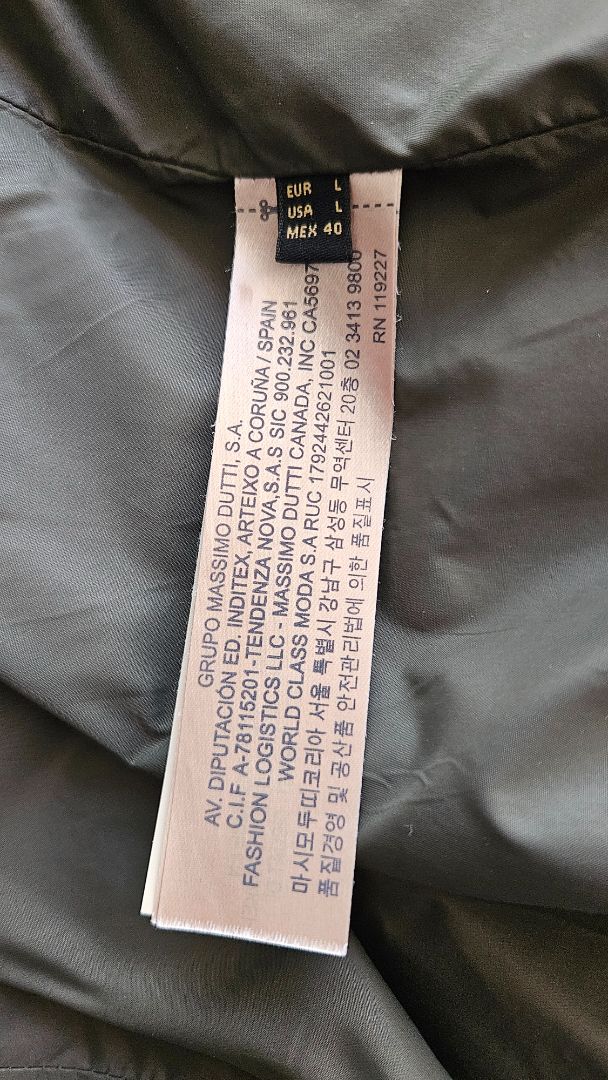 EUR L
USA L
MEX 40
GRUPO MASSIMO DUTTI, S.A.
AV. DIPUTACIÓN ED. INDITEX, ARTEIXO A CORUÑA / SPAIN
C.I.F A-78115201-TENDENZA NOVA, S.A.S SIC 900.232.961
FASHION LOGISTICS LLC - MASSIMO DUTTI CANADA, INC CA5697
WORLD CLASS MODA S.A RUC 1792442621001
마시모두띠코리아 서울 특별시 강남구 삼성동 무역센터 20층 02 3413 9800
품질경영 및 공산품 안전관리법에 의한 품질표시
RN 119227